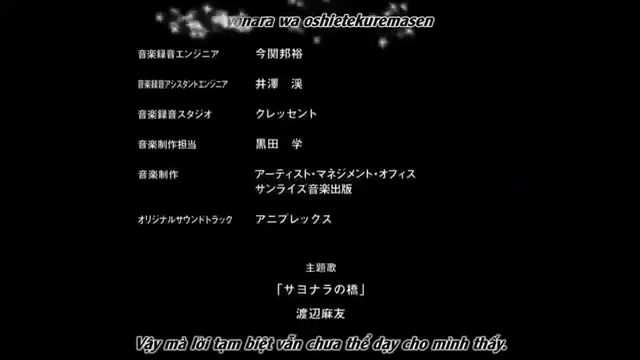 yonara wa oshietekuremasen
音楽録音エンジニア 今関邦裕
音楽録音アシスタントエンジニア 井澤 渓
音楽録音スタジオ クレッセント
音楽制作担当 黒田 学
音楽制作 アーティスト・マネジメント・オフィス
サンライズ音楽出版
オリジナルサウンドトラック アニプレックス
主題歌
「サヨナラの橋」
渡辺麻友
Vậy mà lời tạm biệt vẫn chưa thể dạy cho mình thấy.